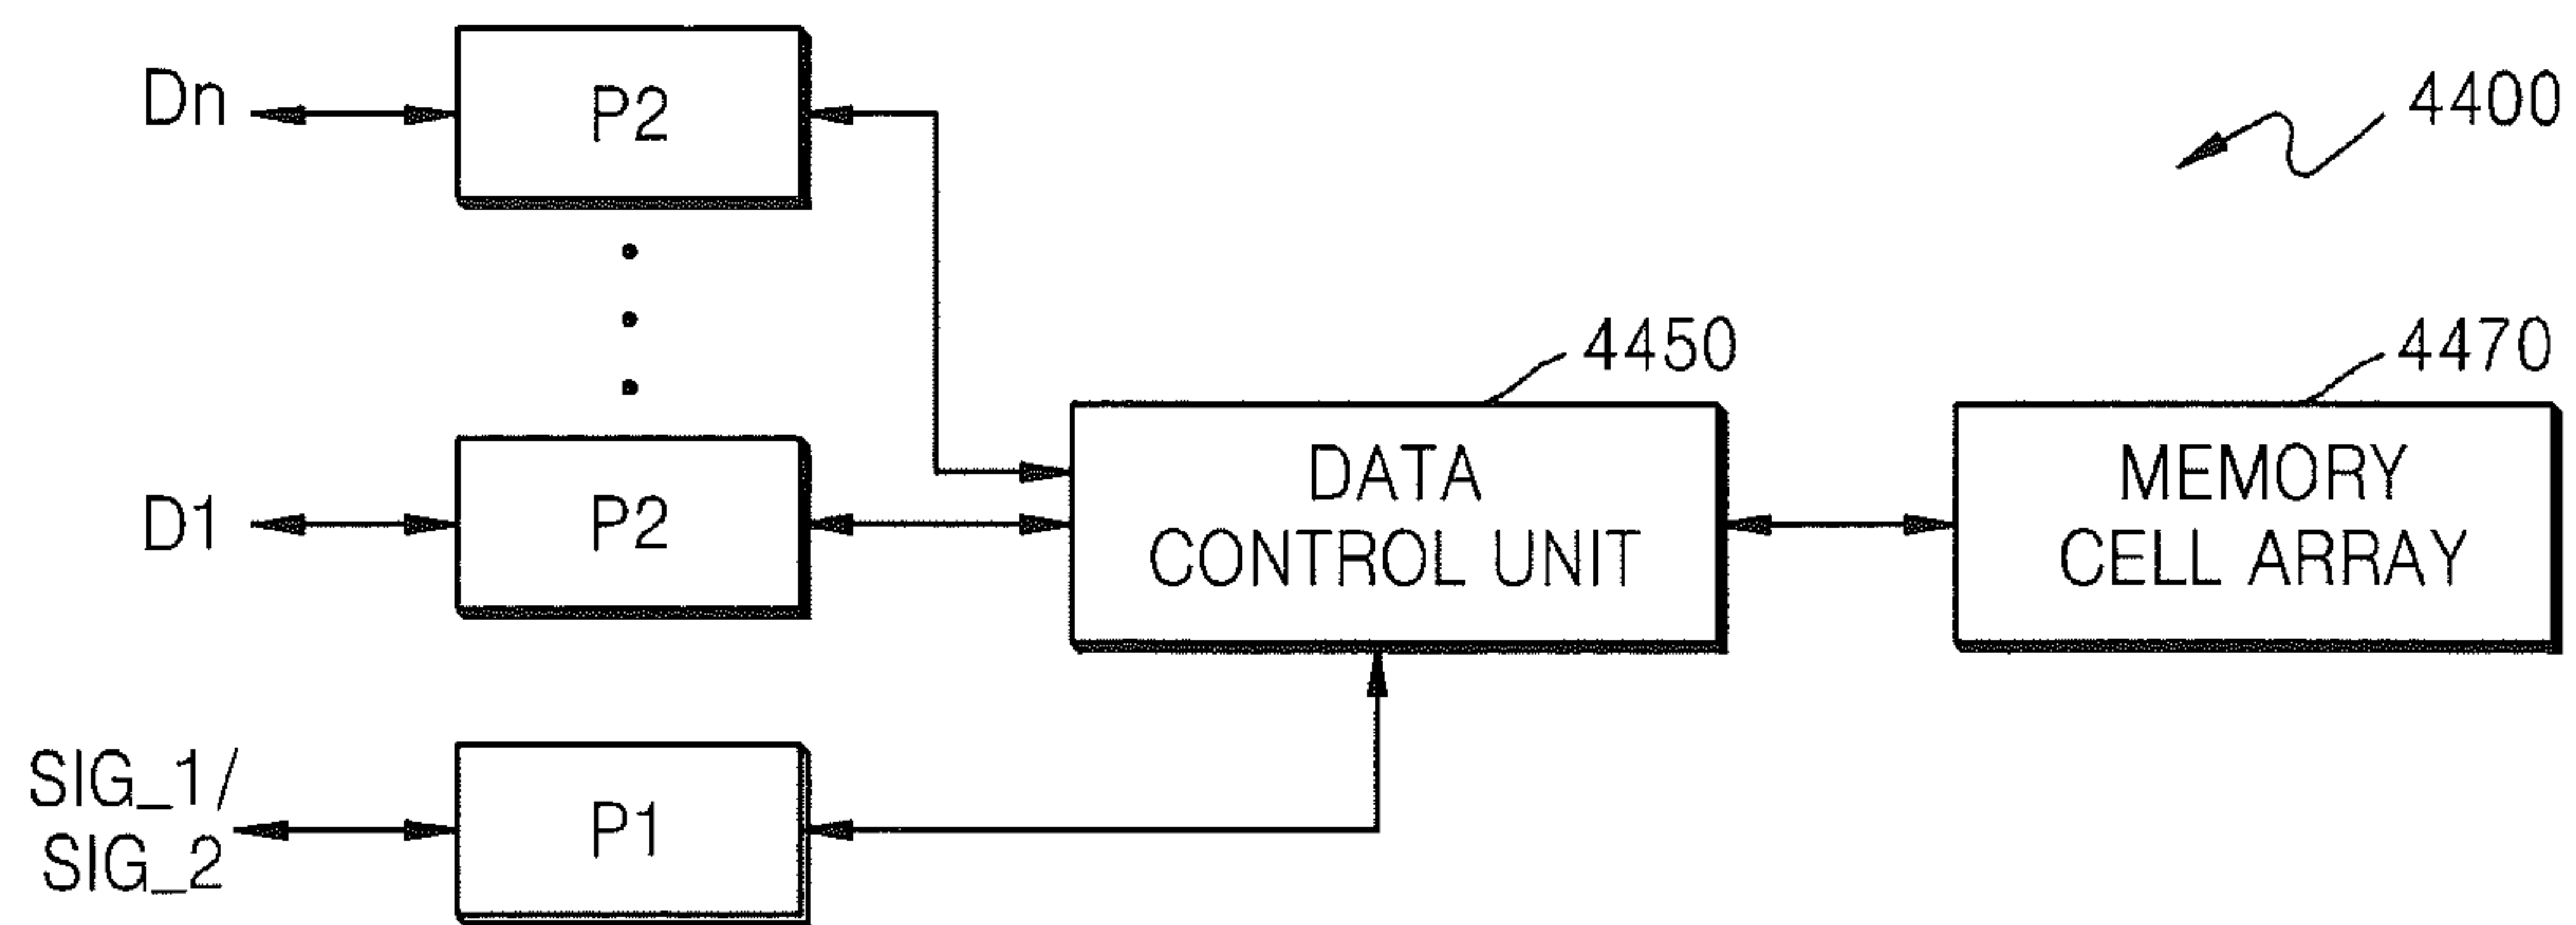 Dn
P2
4400
4450
4470
D1
P2
DATA
CONTROL UNIT
MEMORY
CELL ARRAY
SIG_1/
SIG_2
P1